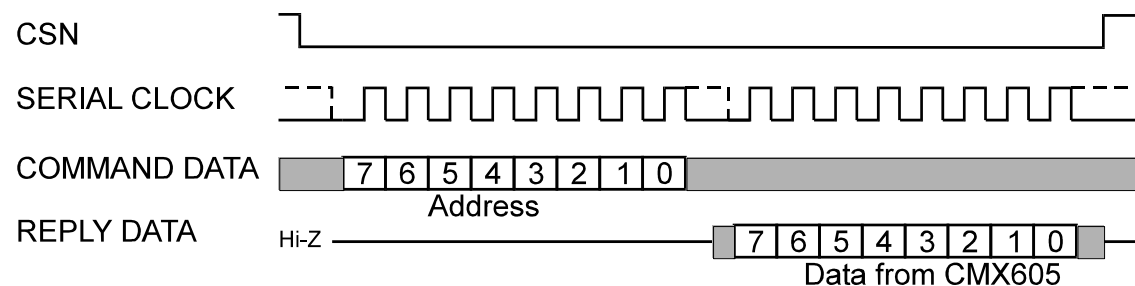 CSN
SERIAL CLOCK
COMMAND DATA 7 6 5 4 3 2 1 0
Address
REPLY DATA Hi-Z 7 6 5 4 3 2 1 0
Data from CMX605